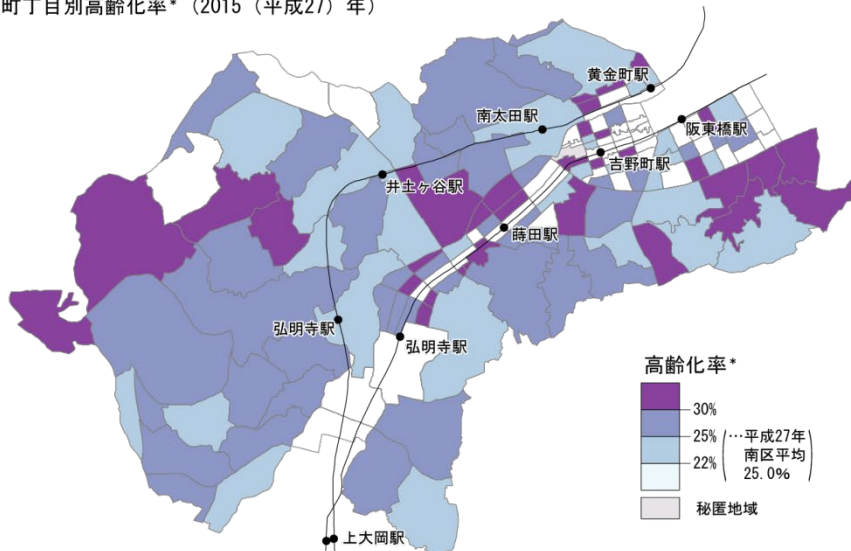 町丁目別高齢化率*（2015（平成27）年）
黄金町駅
南太田駅
阪東橋駅
吉野町駅
井土ヶ谷駅
蒔田駅
弘明寺駅
弘明寺駅
上大岡駅
高齢化率*
30%
25%
22%
(…平成27年
南区平均
25.0%)
秘匿地域